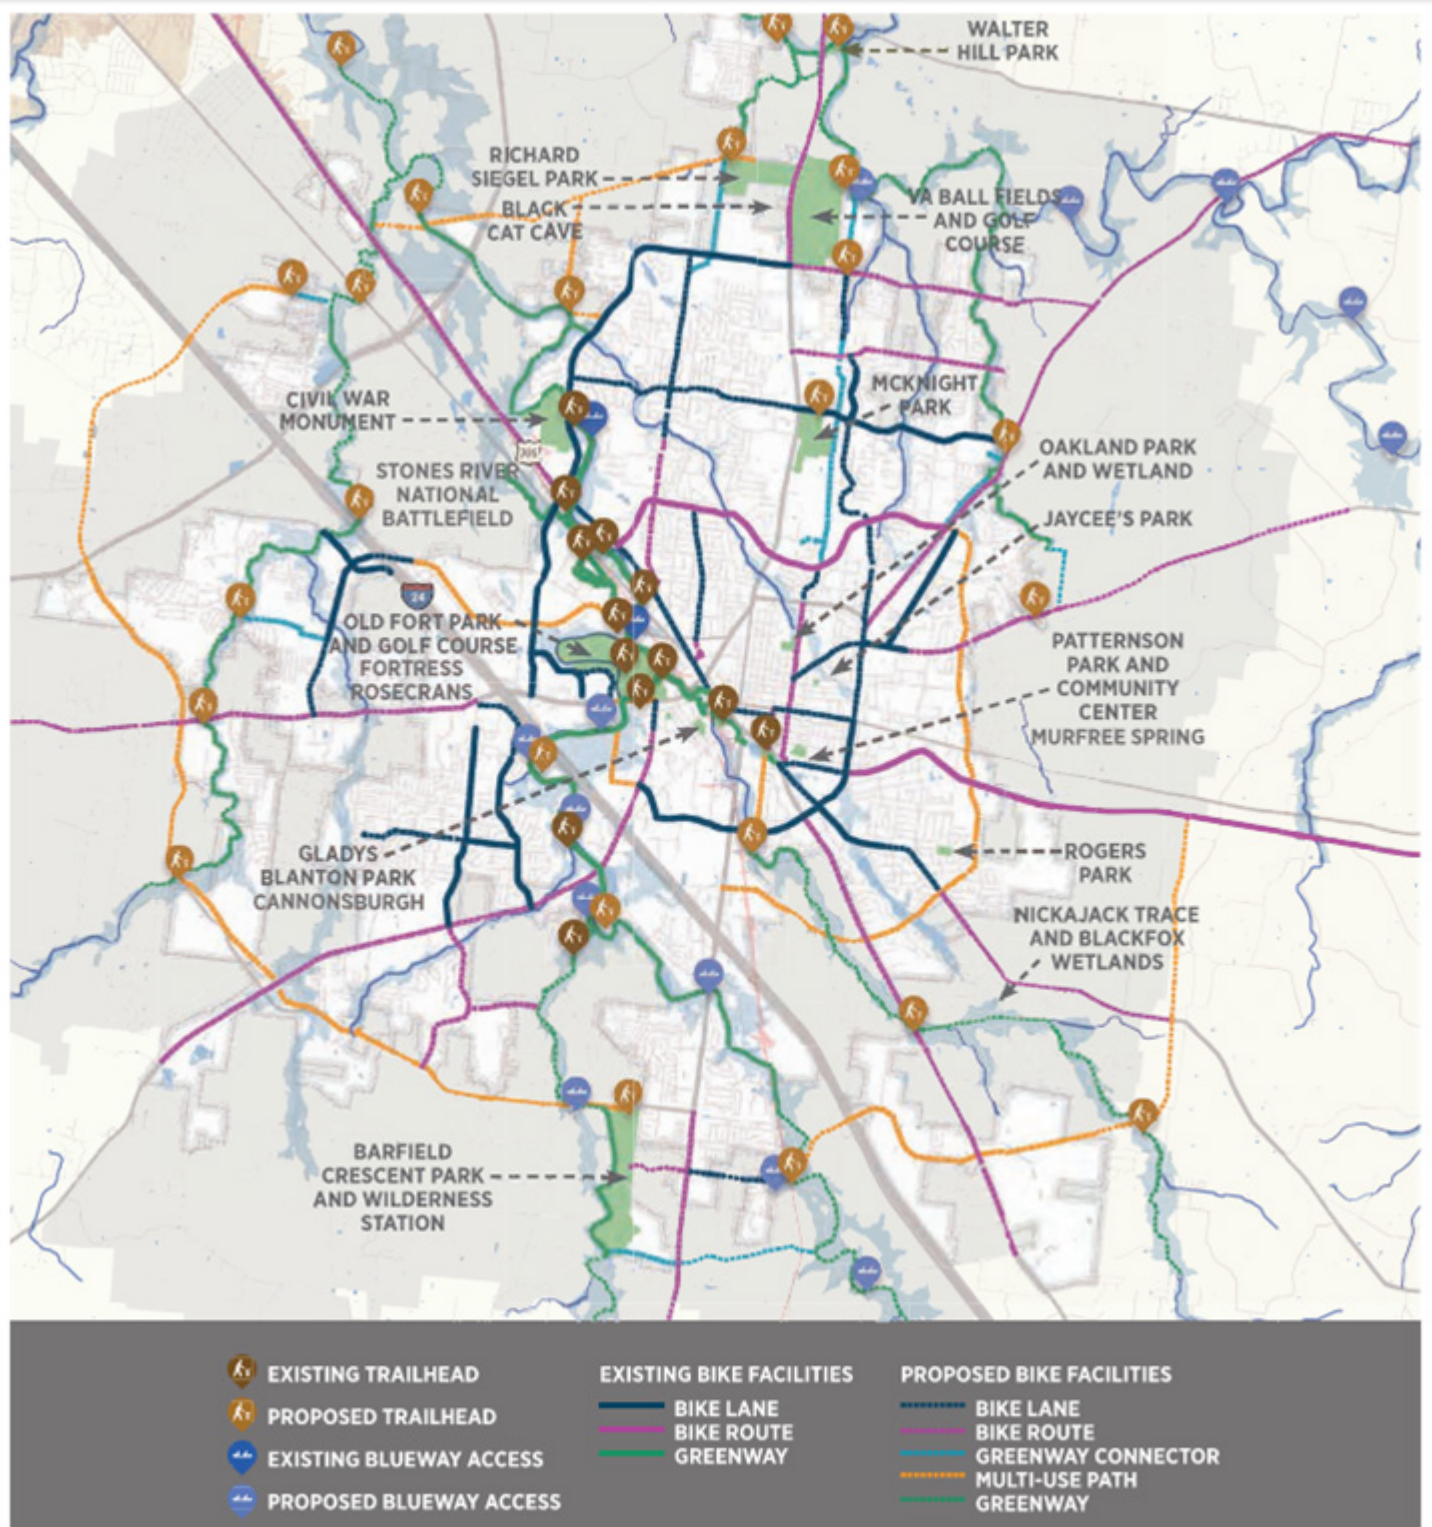 WALTER
HILL PARK
RICHARD
SIEGEL PARK
BLACK
CAT CAVE
VA BALL FIELDS
AND GOLF
COURSE
CIVIL WAR
MONUMENT
MCKNIGHT
PARK
STONES RIVER
NATIONAL
BATTLEFIELD
OAKLAND PARK
AND WETLAND
JAYCEE'S PARK
24
OLD FORT PARK
AND GOLF COURSE
FORTRESS
ROSECRANS
PATTERNSON
PARK AND
COMMUNITY
CENTER
MURFREE SPRING
GLADYS
BLANTON PARK
CANNONSBURGH
ROGERS
PARK
NICKAJACK TRACE
AND BLACKFOX
WETLANDS
BARFIELD
CRESCENT PARK
AND WILDERNESS
STATION
EXISTING TRAILHEAD
PROPOSED TRAILHEAD
EXISTING BLUEWAY ACCESS
PROPOSED BLUEWAY ACCESS
EXISTING BIKE FACILITIES
BIKE LANE
BIKE ROUTE
GREENWAY
PROPOSED BIKE FACILITIES
BIKE LANE
BIKE ROUTE
GREENWAY CONNECTOR
MULTI-USE PATH
GREENWAY